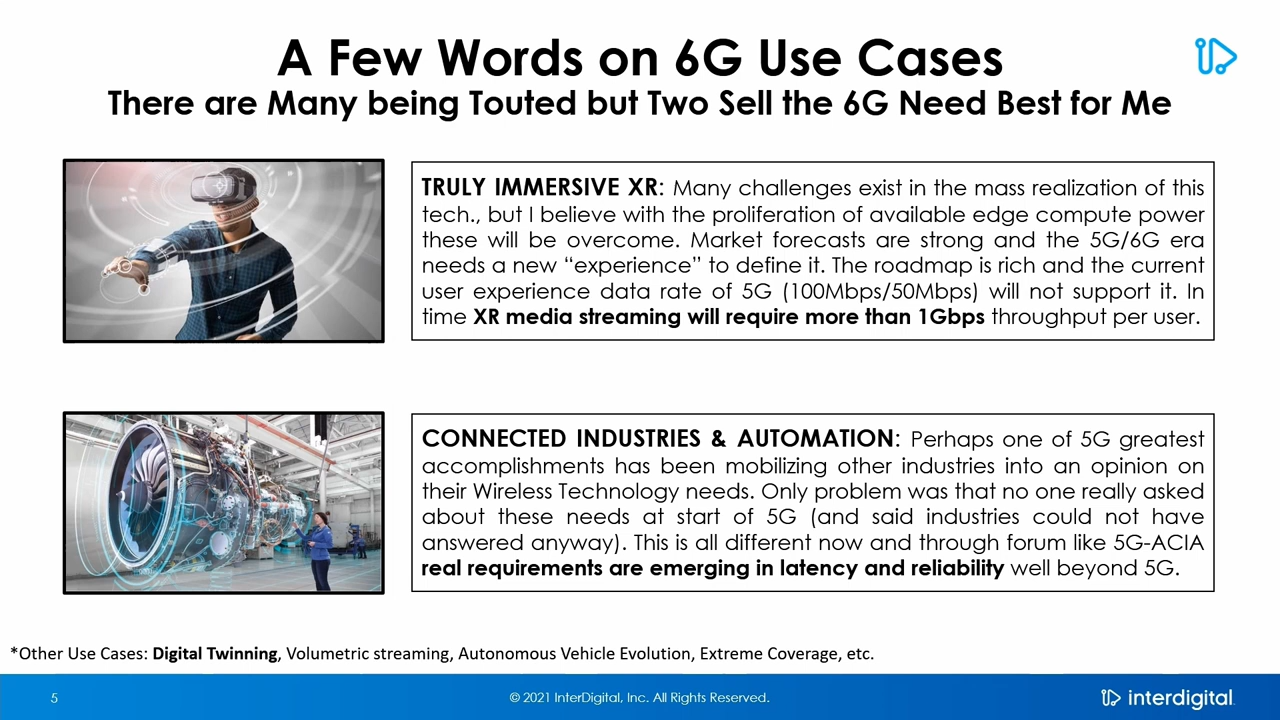 A Few Words on 6G Use Cases
There are Many being Touted but Two Sell the 6G Need Best for Me
TRULY IMMERSIVE XR: Many challenges exist in the mass realization of this
tech., but I believe with the proliferation of available edge compute power
these will be overcome. Market forecasts are strong and the 5G/6G era
needs a new “experience” to define it. The roadmap is rich and the current
user experience data rate of 5G (100Mbps/50Mbps) will not support it. In
time XR media streaming will require more than 1Gbps throughput per user.
CONNECTED INDUSTRIES & AUTOMATION: Perhaps one of 5G greatest
accomplishments has been mobilizing other industries into an opinion on
their Wireless Technology needs. Only problem was that no one really asked
about these needs at start of 5G (and said industries could not have
answered anyway). This is all different now and through forum like 5G-ACIA
real requirements are emerging in latency and reliability well beyond 5G.
*Other Use Cases: Digital Twinning, Volumetric streaming, Autonomous Vehicle Evolution, Extreme Coverage, etc.
5
© 2021 InterDigital, Inc. All Rights Reserved.
interdigital